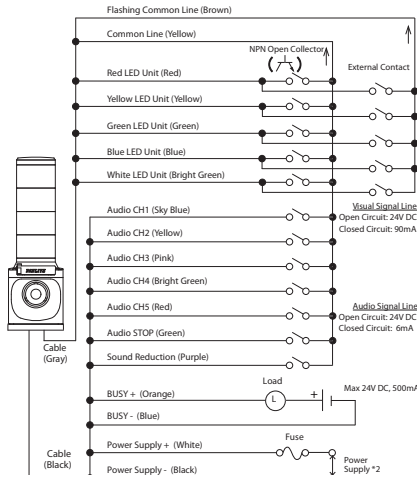 Flashing Common Line (Brown)
Common Line (Yellow)
NPN Open Collector
Red LED Unit (Red)
External Contact
Yellow LED Unit (Yellow)
Green LED Unit (Green)
Blue LED Unit (Blue)
White LED Unit (Bright Green)
Visual Signal Line
Open Circuit: 24V DC
Closed Circuit: 90mA
Audio CH1 (Sky Blue)
Audio CH2 (Yellow)
Audio CH3 (Pink)
Audio CH4 (Bright Green)
Audio CH5 (Red)
Audio Signal Line
Open Circuit: 24V DC
Closed Circuit: 6mA
Audio STOP (Green)
Sound Reduction (Purple)
Cable
(Gray)
BUSY + (Orange)
Load
L
+
Max 24V DC, 500mA
BUSY - (Blue)
Power Supply + (White)
Fuse
Cable
(Black)
Power
Supply *2
Power Supply - (Black)